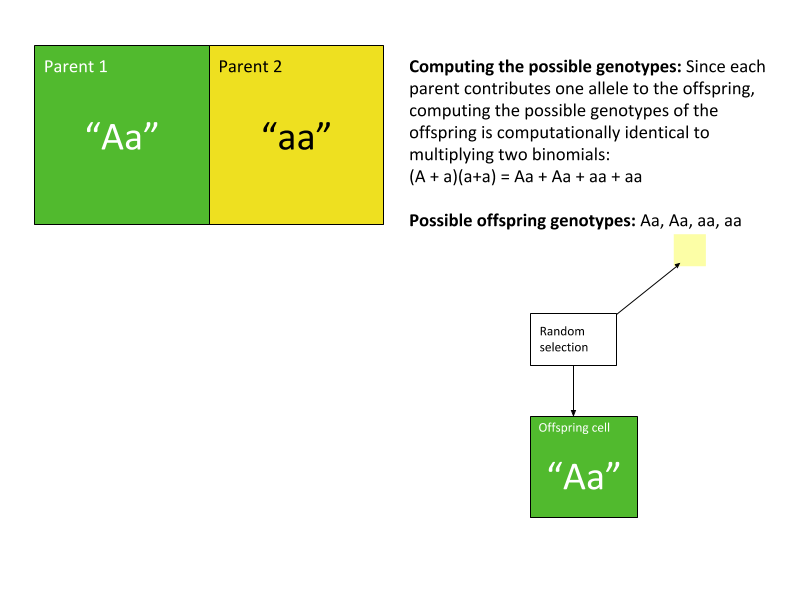 Parent 1
“Aa”
Parent 2
“aa”
Computing the possible genotypes: Since each
parent contributes one allele to the offspring,
computing the possible genotypes of the
offspring is computationally identical to
multiplying two binomials:
(A + a)(a+a) = Aa + Aa + aa + aa
Possible offspring genotypes: Aa, Aa, aa, aa
Random
selection
Offspring cell
“Aa”